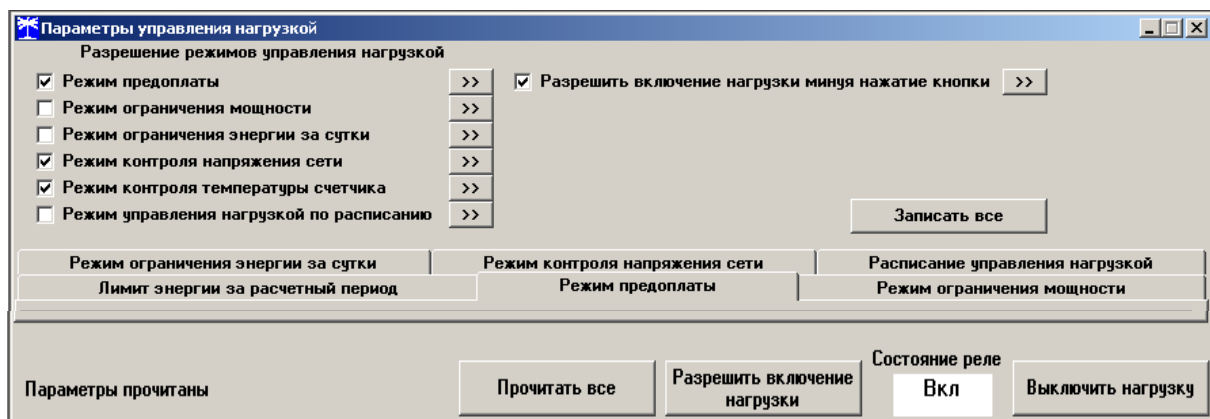 Параметры управления нагрузкой
Разрешение режимов управления нагрузкой
Режим предоплаты >> Разрешить включение нагрузки минуя нажатие кнопки >>
Режим ограничения мощности >>
Режим ограничения энергии за сутки >>
Режим контроля напряжения сети >>
Режим контроля температуры счетчика >>
Режим управления нагрузкой по расписанию >>
Записать все
Режим ограничения энергии за сутки Режим контроля напряжения сети Расписание управления нагрузкой
Лимит энергии за расчетный период Режим предоплаты Режим ограничения мощности
Состояние реле
Параметры прочитаны Прочитать все Разрешить включение нагрузки Вкл Выключить нагрузку